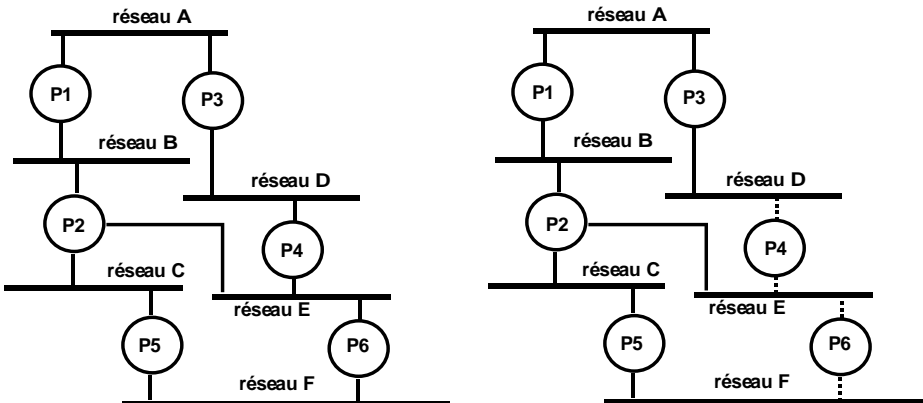 réseau A
P1
P3
réseau B
réseau D
P2
P4
réseau C
réseau E
P5
P6
réseau F
réseau A
P1
P3
réseau B
réseau D
P2
P4
réseau C
réseau E
P5
P6
réseau F